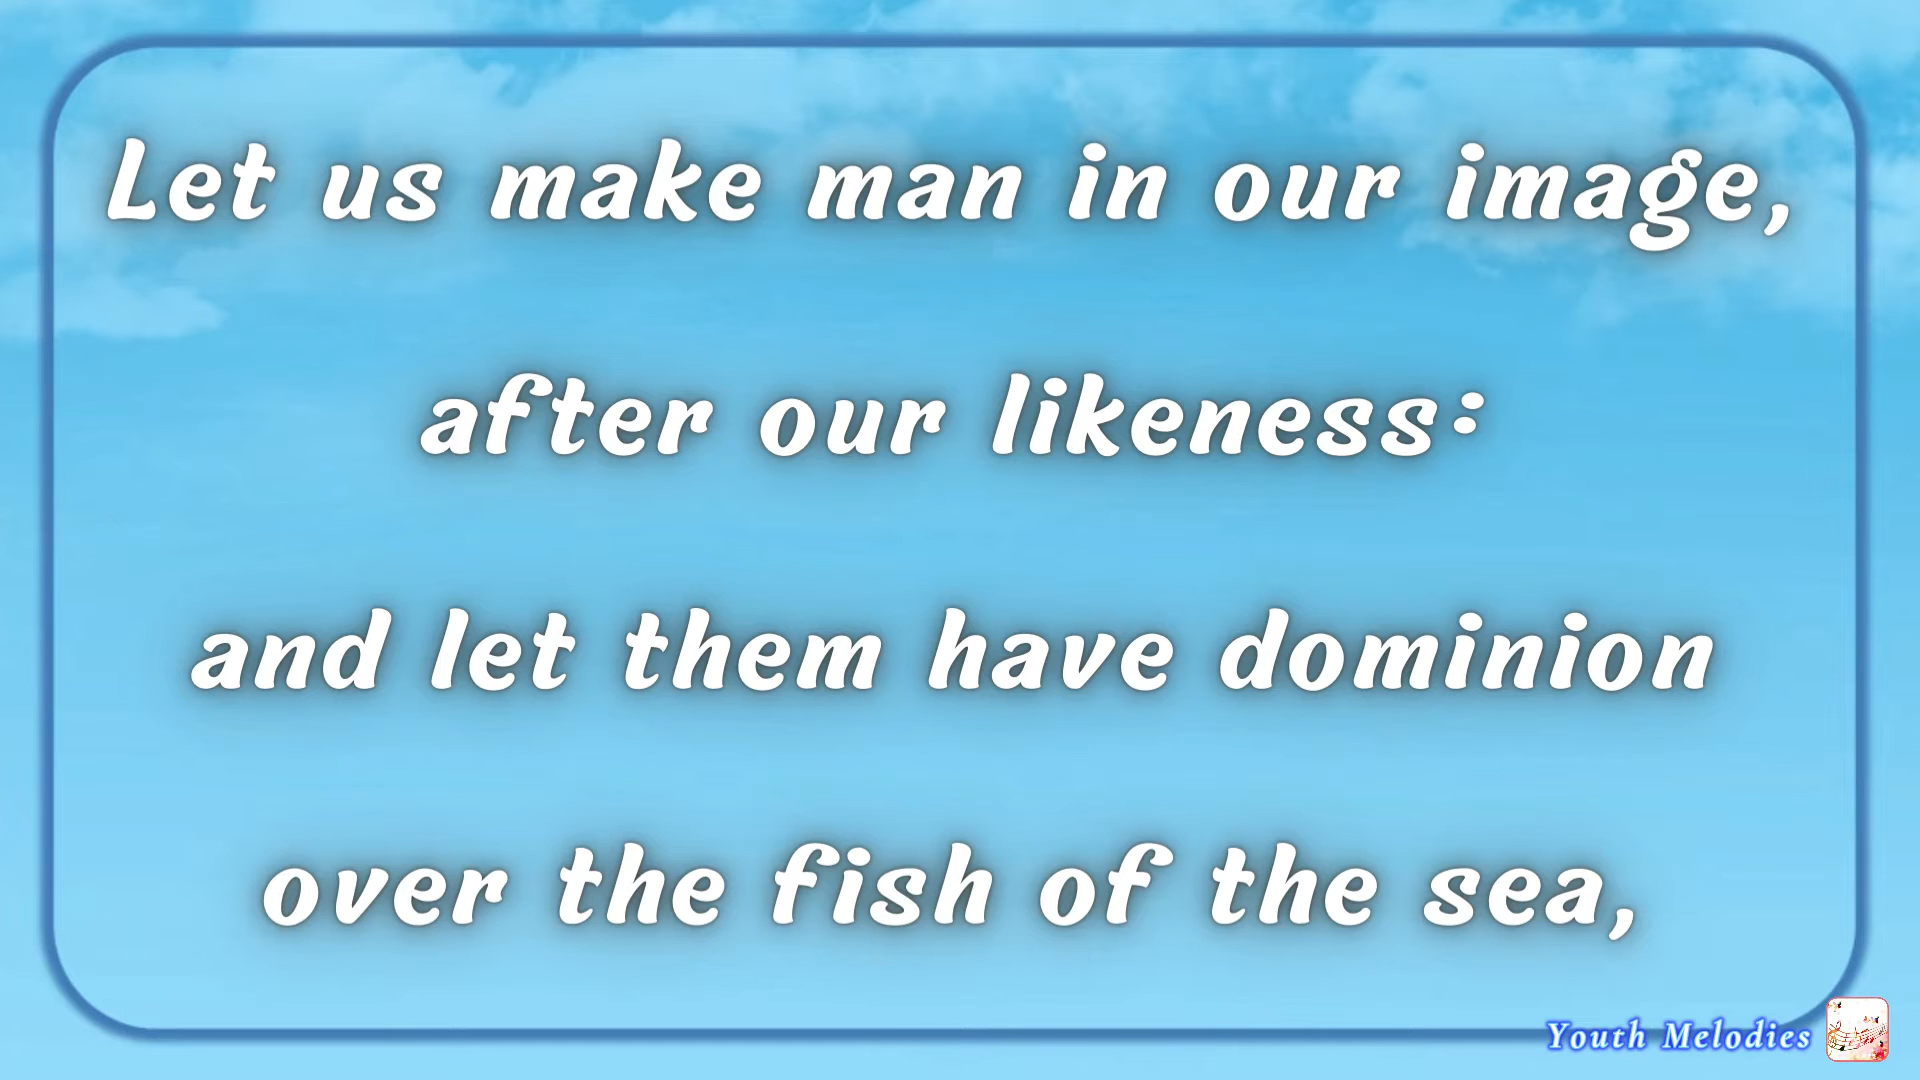 Let us make man in our image,
after our likeness:
and let them have dominion
over the fish of the sea,
Youth Melodies